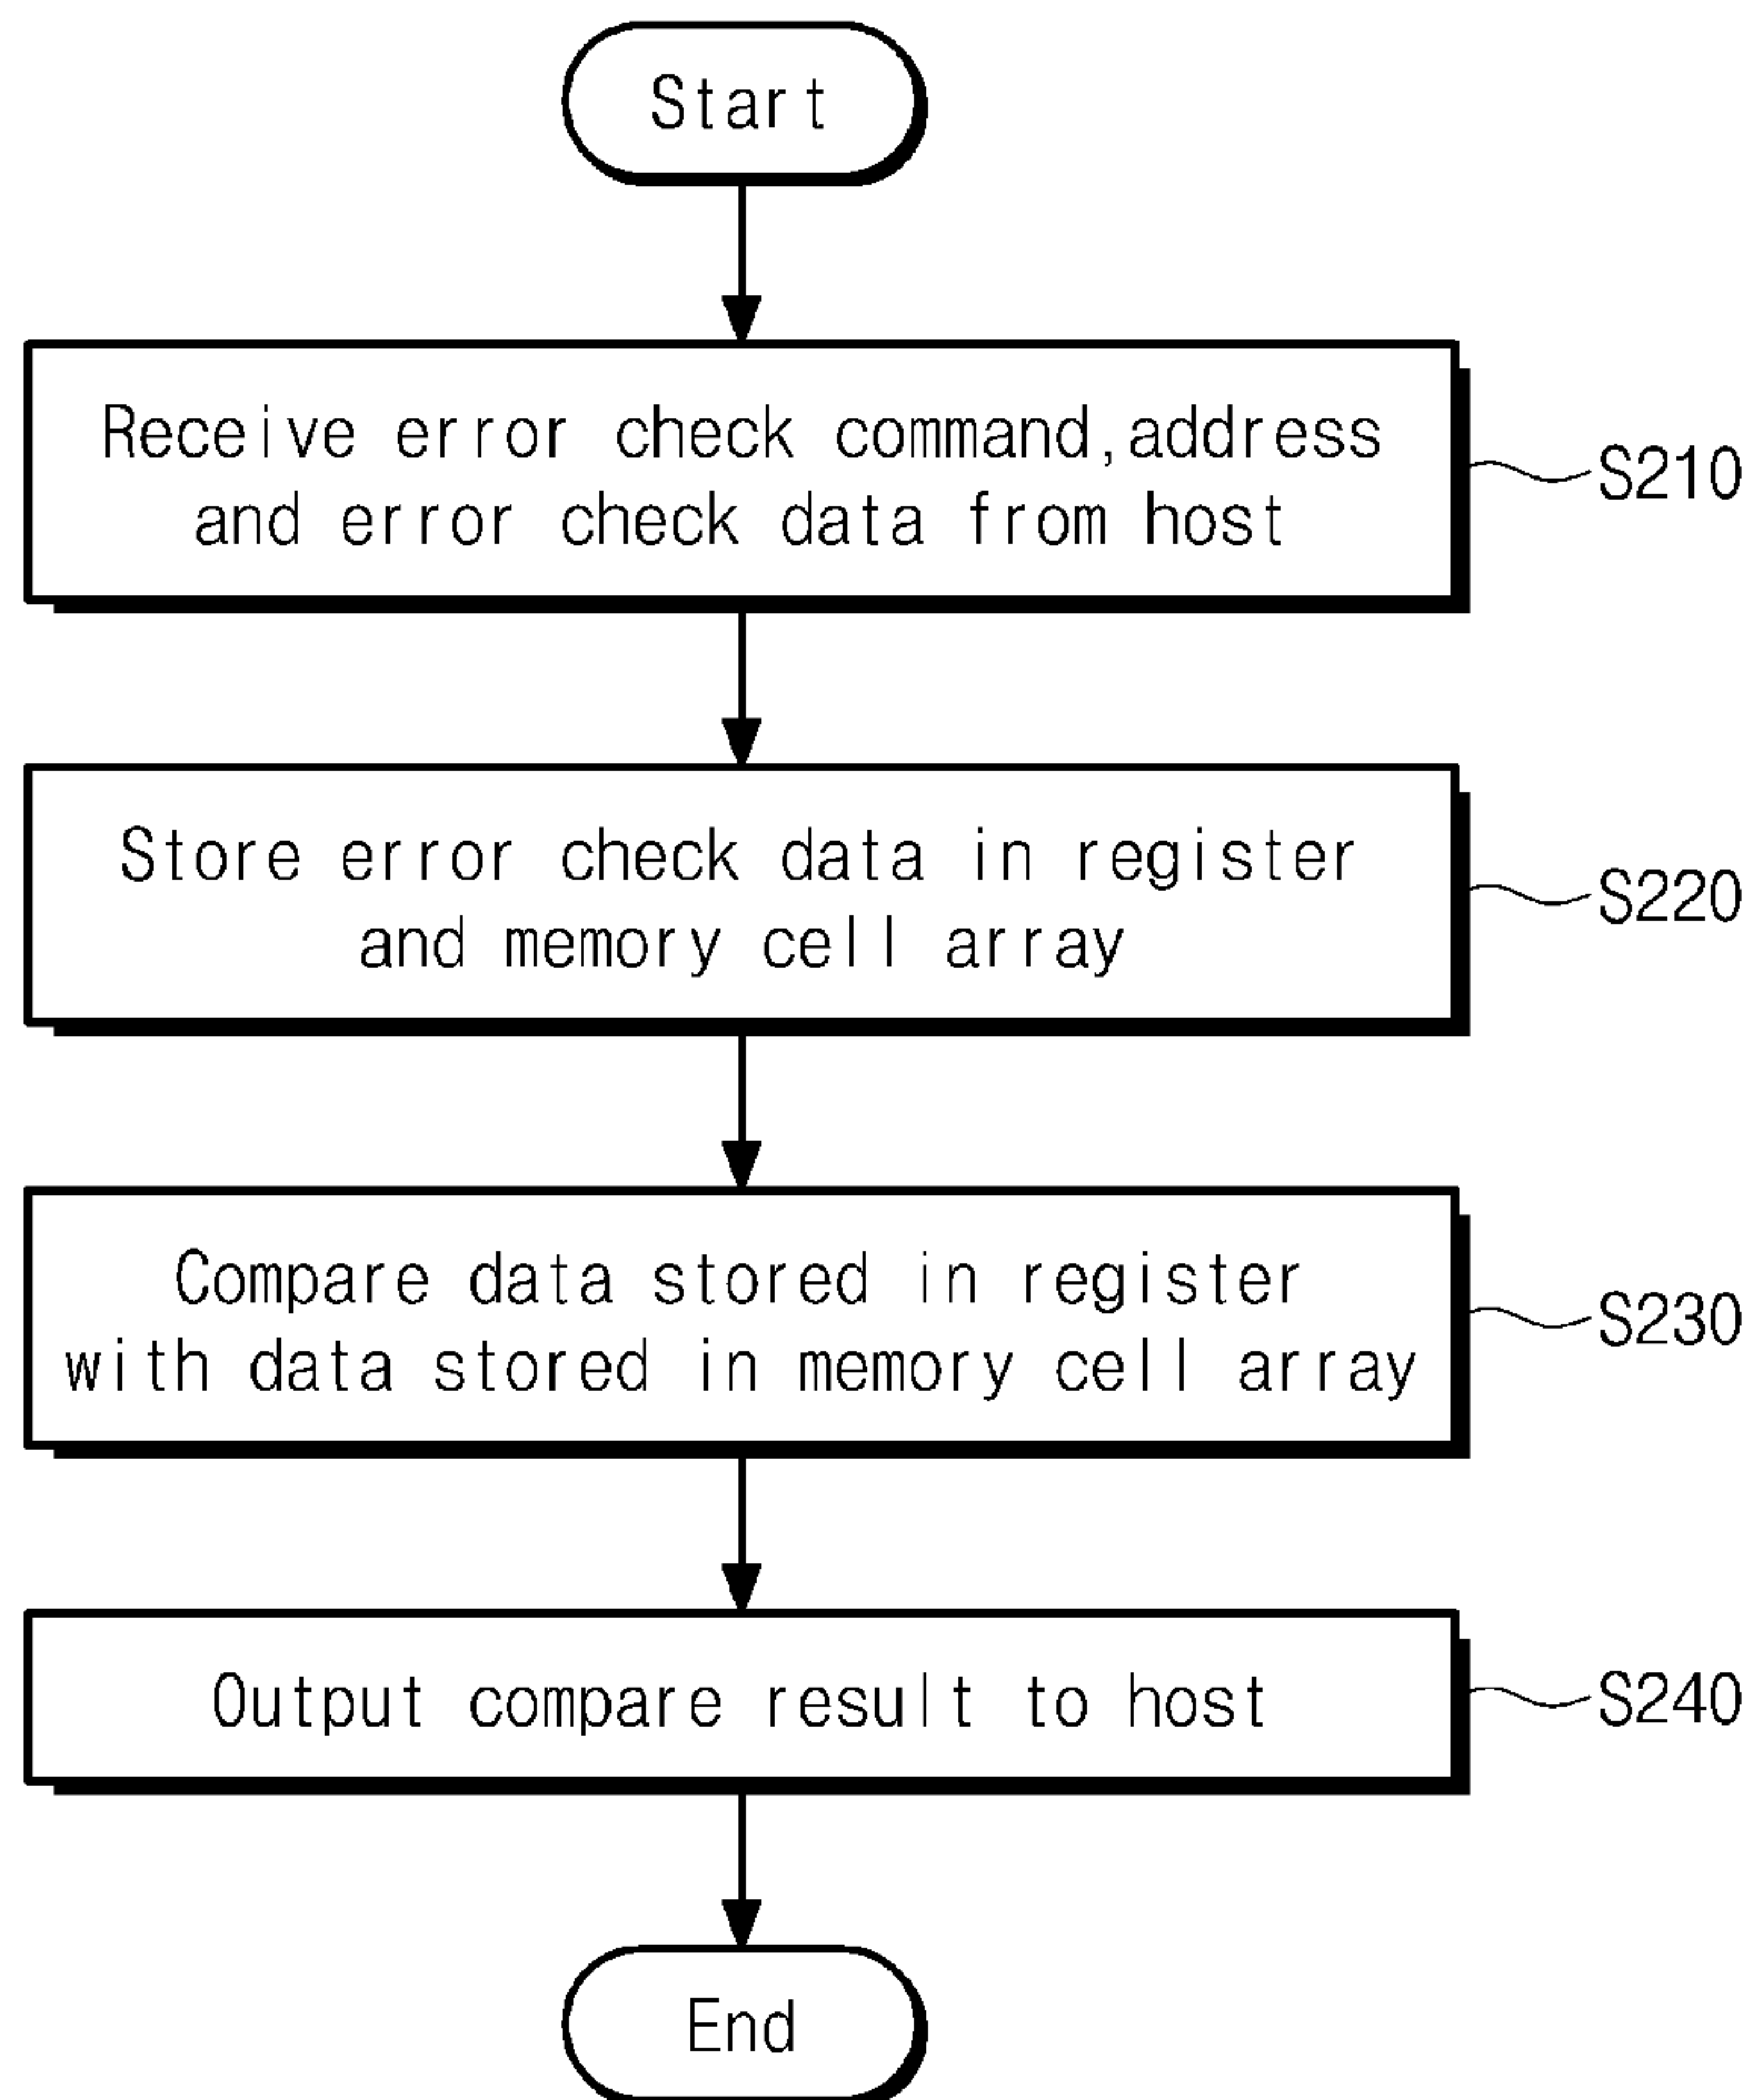 Start
Receive error check command,address
and error check data from host
S210
Store error check data in register
and memory cell array
S220
Compare data stored in register
with data stored in memory cell array
S230
Output compare result to host
S240
End